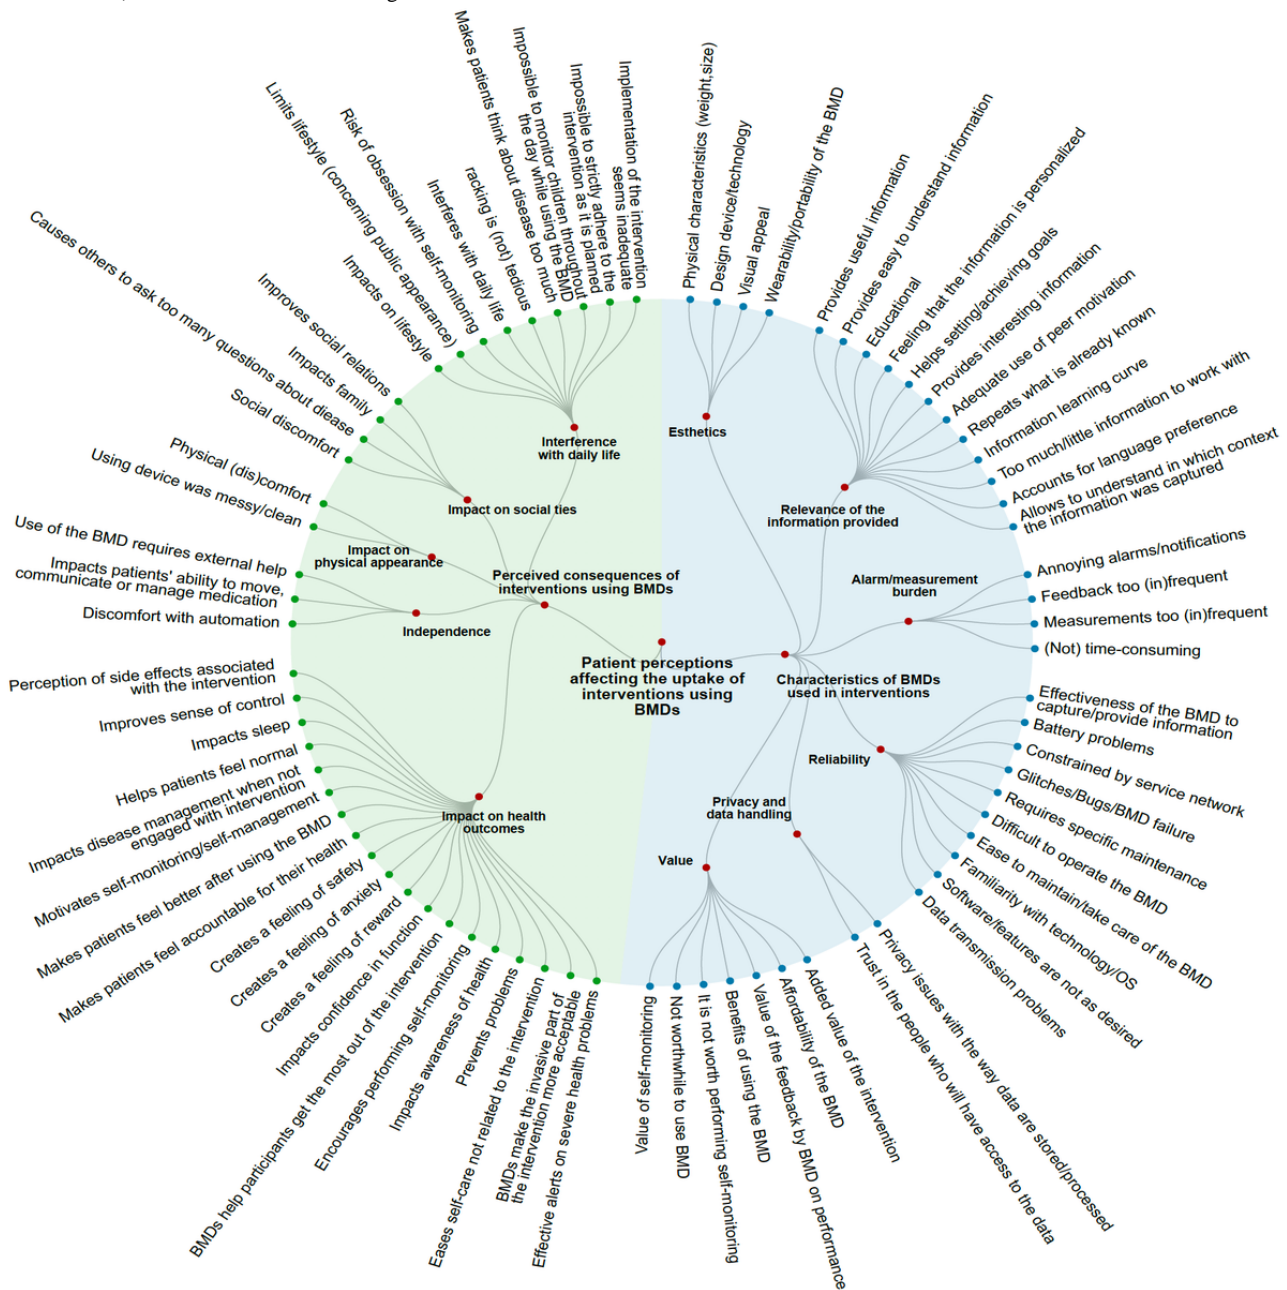 Implementation of the intervention
seems inadequate
Impossible to strictly adhere to the
intervention as it is planned
Impossible to monitor children throughout
the day while using the BMD
Makes patients think about disease too much
racking is (not) tedious
Interferes with daily life
Risk of obsession with self-monitoring
Limits lifestyle (concerning public appearance)
Impacts on lifestyle
Interference
with daily life
Improves social relations
Impacts family
Causes others to ask too many questions about diease
Social discomfort
Impact on social ties
Physical (dis)comfort
Using device was messy/clean
Impact on
physical appearance
Use of the BMD requires external help
Impacts patients' ability to move,
communicate or manage medication
Discomfort with automation
Independence
Perceived consequences of
interventions using BMDs
Perception of side effects associated
with the intervention
Improves sense of control
Impacts sleep
Helps patients feel normal
Impacts disease management when not
engaged with intervention
Motivates self-monitoring/self-management
Makes patients feel better after using the BMD
Makes patients feel accountable for their health
Creates a feeling of safety
Creates a feeling of anxiety
Creates a feeling of reward
Impacts confidence in function
BMDs help participants get the most out of the intervention
Encourages performing self-monitoring
Impacts awareness of health
Prevents problems
Eases self-care not related to the intervention
BMDs make the invasive part of
the intervention more acceptable
Effective alerts on severe health problems
Impact on health
outcomes
Patient perceptions
affecting the uptake of
interventions using
BMDs
Physical characteristics (weight,size)
Design device/technology
Visual appeal
Wearability/portability of the BMD
Esthetics
Provides useful information
Provides easy to understand information
Educational
Feeling that the information is personalized
Helps setting/achieving goals
Provides interesting information
Adequate use of peer motivation
Repeats what is already known
Information learning curve
Too much/little information to work with
Accounts for language preference
Allows to understand in which context
the information was captured
Relevance of the
information provided
Annoying alarms/notifications
Feedback too (in)frequent
Measurements too (in)frequent
(Not) time-consuming
Alarm/measurement
burden
Characteristics of BMDs
used in interventions
Effectiveness of the BMD to
capture/provide information
Battery problems
Constrained by service network
Glitches/Bugs/BMD failure
Requires specific maintenance
Difficult to operate the BMD
Ease to maintain/take care of the BMD
Familiarity with technology/OS
Software/features are not as desired
Data transmission problems
Reliability
Privacy issues with the way data are stored/processed
Trust in the people who will have access to the data
Privacy and
data handling
Added value of the intervention
Affordability of the BMD
Value of the feedback by BMD on performance
Benefits of using the BMD
It is not worth performing self-monitoring
Not worthwhile to use BMD
Value of self-monitoring
Value